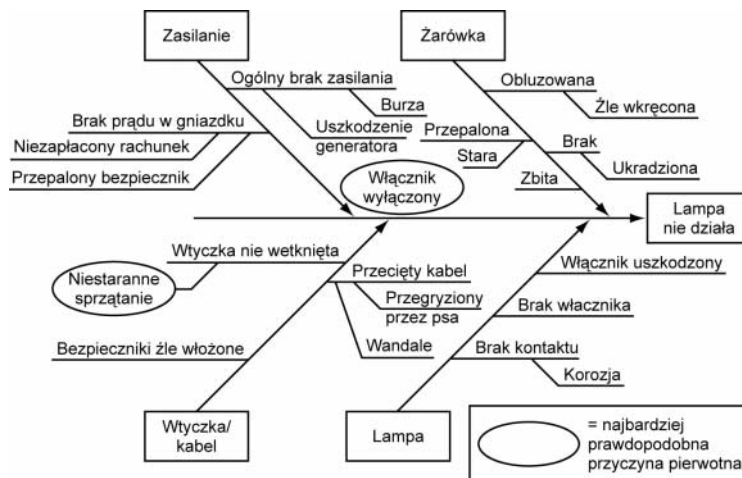 Zasilanie
Żarówka
Ogólny brak zasilania
Burza
Uszkodzenie
generatora
Brak prądu w gniazdku
Niezapłacony rachunek
Przepalony bezpiecznik
Obluzowana
Źle wkręcona
Przepalona
Stara
Brak
Ukradziona
Zbita
Włącznik
wyłączony
Lampa
nie działa
Wtyczka nie wetknięta
Niestaranne
sprzątanie
Przecięty kabel
Przegryziony
przez psa
Wandale
Bezpieczniki źle włożone
Włącznik uszkodzony
Brak włacznika
Brak kontaktu
Korozja
Wtyczka/
kabel
Lampa
= najbardziej
prawdopodobna
przyczyna pierwotna